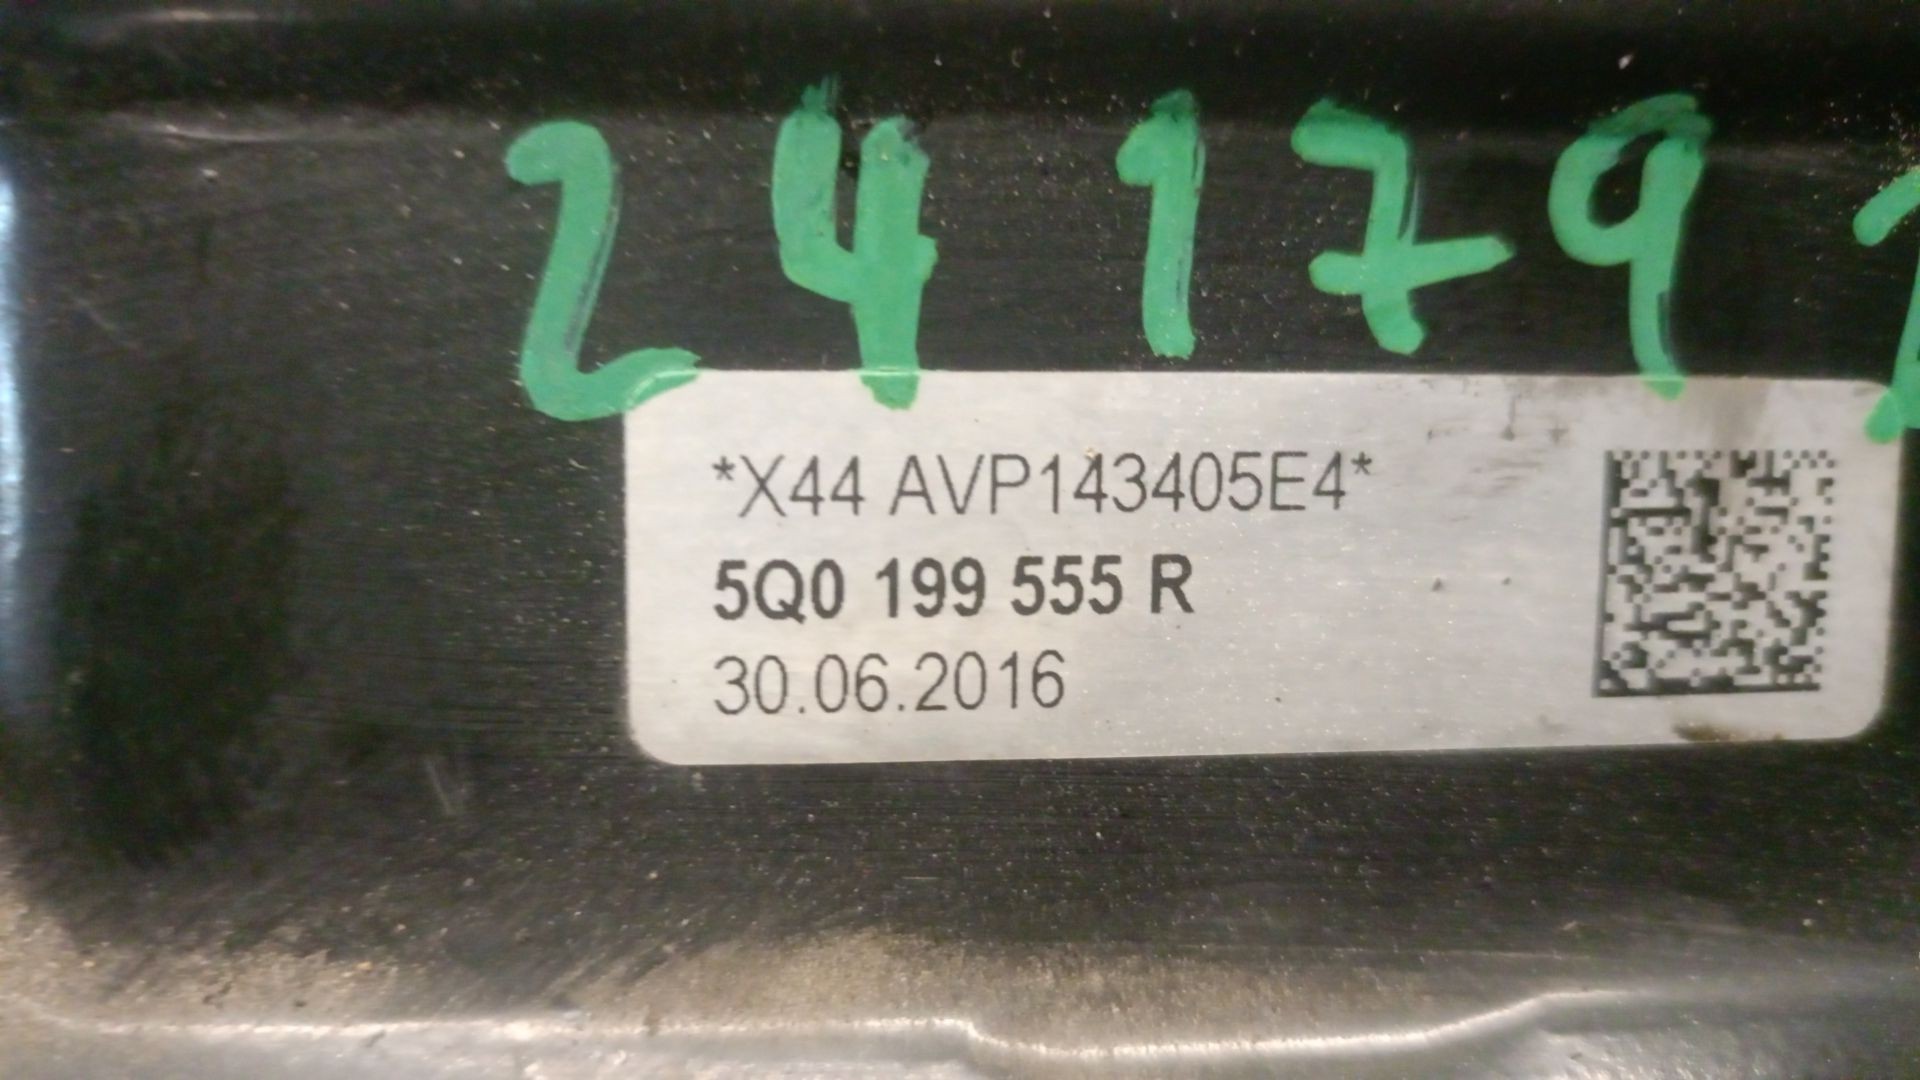 24179
*X44 AVP143405E4*
5Q0 199 555 R
30.06.2016